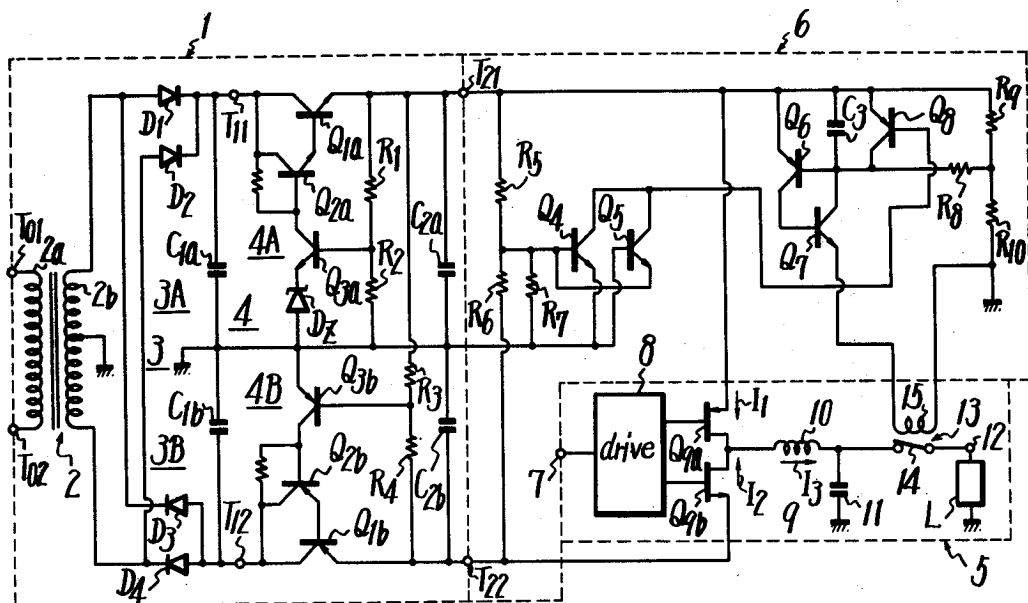 1
6
T21
D1
T11
Q1a
R1
D2
Q2a
C2a
R5
Q6
C3
Q8
R9
T01
2a
2b
C1a
4A
Q3a
R2
Q4
Q5
R8
Q7
R10
3A
4
DZ
R6
R7
3
4B
Q3b
R3
8
15
C1b
I1
10
13
12
3B
drive
Q9a
T02
2
Q2b
R4
C2b
7
I2
I3
14
D3
T12
Q1b
Q9b
9
11
L
D4
T22
5